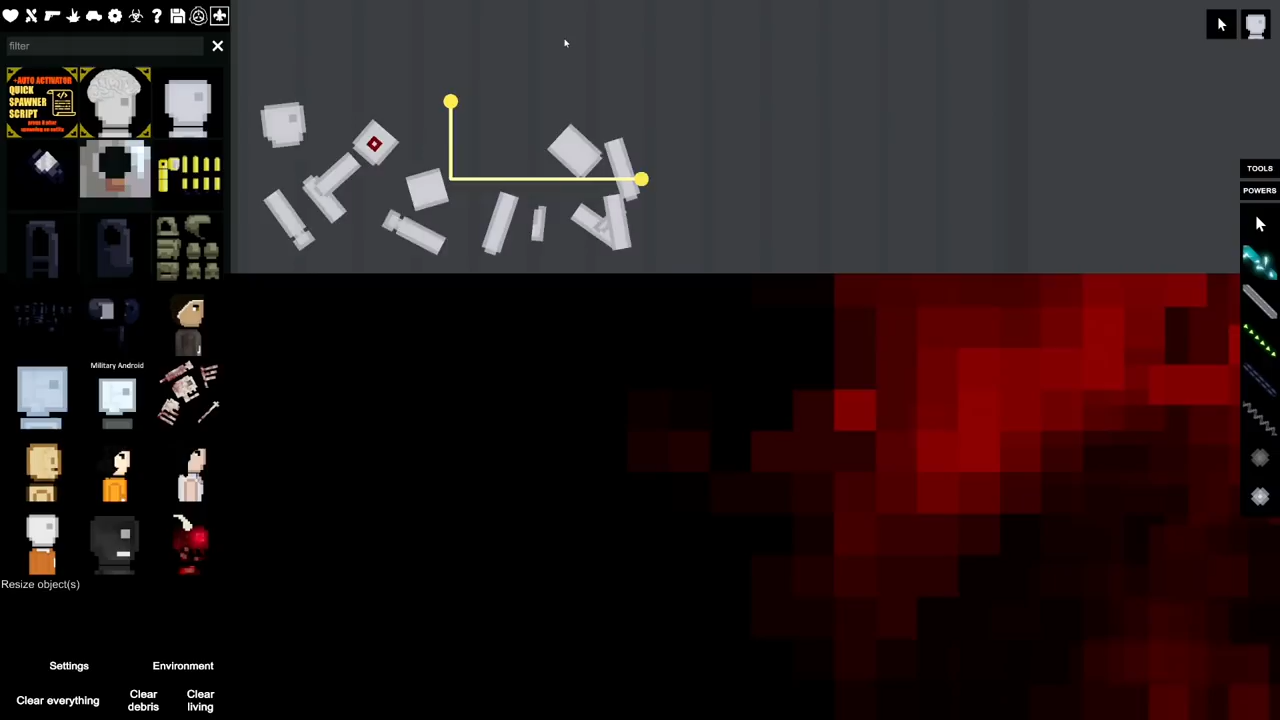 filter
+AUTO ACTIVATOR
QUICK
SPAWNER
SCRIPT
Military Android
Resize object(s)
Settings
Environment
Clear everything
Clear
debris
Clear
living
TOOLS
POWERS